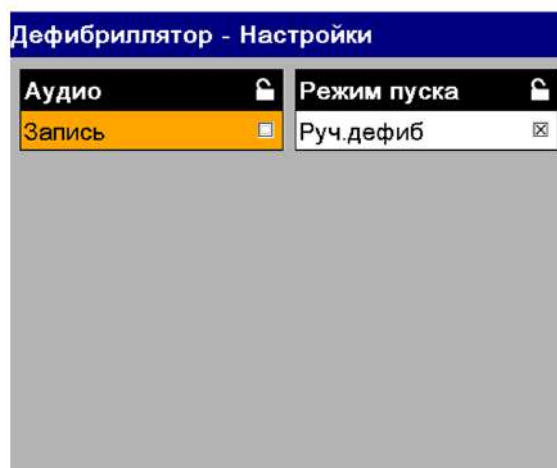 Дефибриллятор - Настройки
Аудио
Запись
Режим пуска
Руч.дефиб